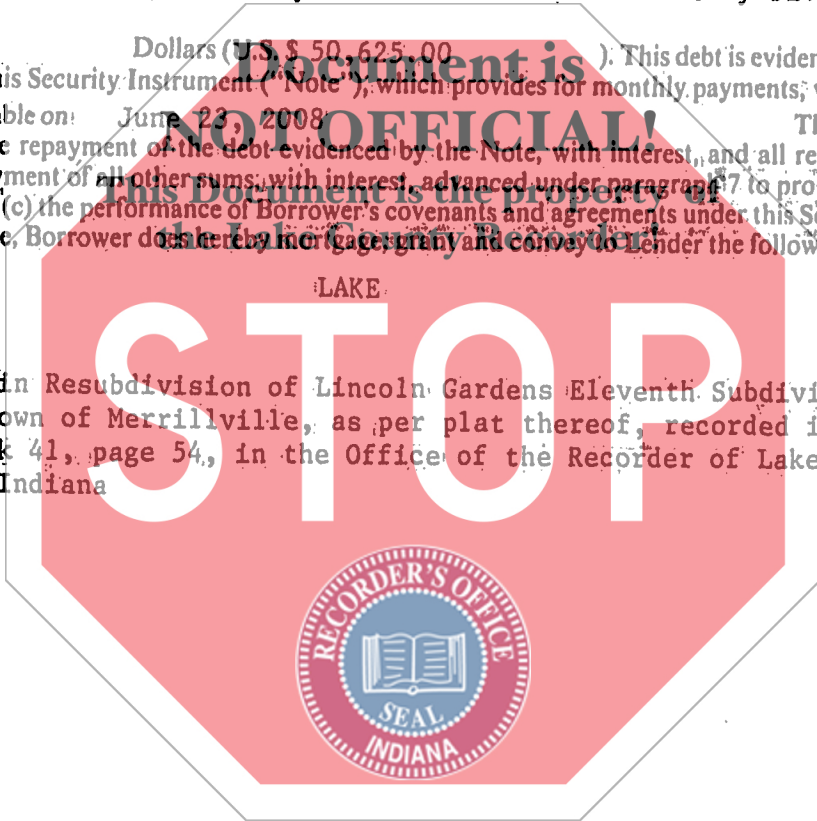 Dollars (U.S. $ 50,625.00 ). This debt is eviden
is Security Instrument ("Note"), which provides for monthly payments,
ble on June 23, 2008 Th
e repayment of the debt evidenced by the Note, with interest, and all re
ment of all other sums, with interest, advanced under paragraph 7 to pro
(c) the performance of Borrower's covenants and agreements under this Se
e, Borrower does hereby mortgage, grant and convey to Lender the follow
LAKE
in Resubdivision of Lincoln Gardens Eleventh Subdivi
own of Merrillville, as per plat thereof, recorded i
k 41, page 54, in the Office of the Recorder of Lake
Indiana
Document is
NOT OFFICIAL!
This Document is the property of
the Lake County Recorder!
STOP
RECORDER'S OFFICE
SEAL
INDIANA